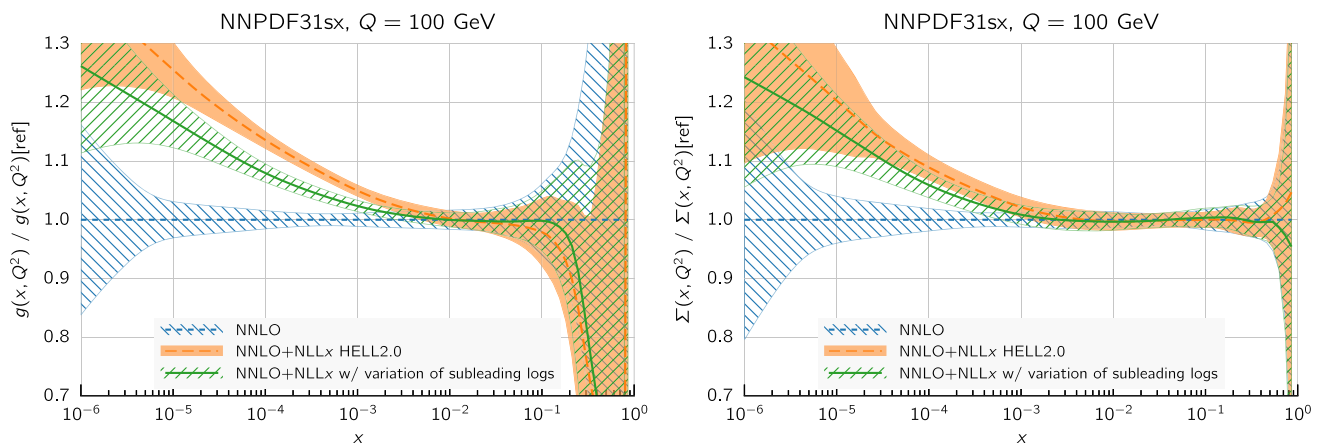 NNPDF31sx, Q = 100 GeV
g(x, Q²) / g(x, Q²)[ref]
1.3
1.2
1.1
1.0
0.9
0.8
0.7
NNLO
NNLO+NLLx HELL2.0
NNLO+NLLx w/ variation of subleading logs
10⁻⁶ 10⁻⁵ 10⁻⁴ 10⁻³ 10⁻² 10⁻¹ 10⁰
x
NNPDF31sx, Q = 100 GeV
Σ(x, Q²) / Σ(x, Q²)[ref]
1.3
1.2
1.1
1.0
0.9
0.8
0.7
NNLO
NNLO+NLLx HELL2.0
NNLO+NLLx w/ variation of subleading logs
10⁻⁶ 10⁻⁵ 10⁻⁴ 10⁻³ 10⁻² 10⁻¹ 10⁰
x